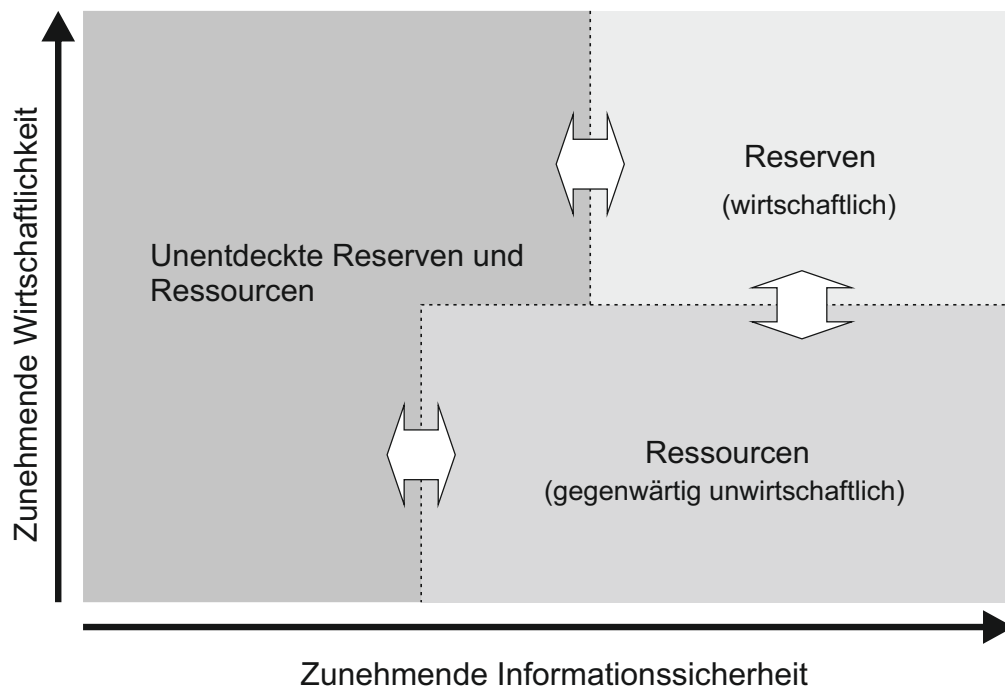 Zunehmende Wirtschaftlichkeit
Reserven
(wirtschaftlich)
Unentdeckte Reserven und
Ressourcen
Ressourcen
(gegenwärtig unwirtschaftlich)
Zunehmende Informationssicherheit